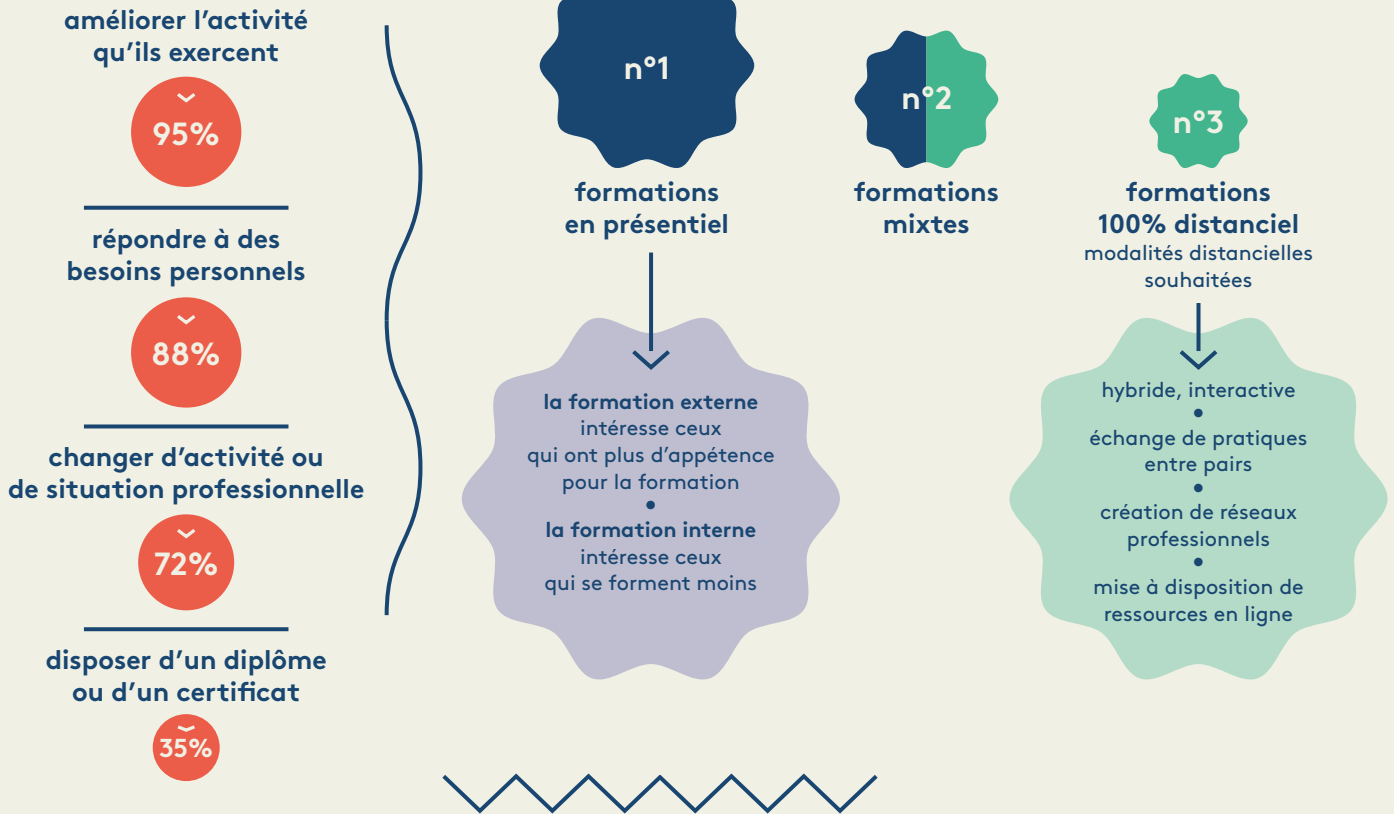 améliorer l'activité
qu'ils exercent
95%
répondre à des
besoins personnels
88%
changer d'activité ou
de situation professionnelle
72%
disposer d'un diplôme
ou d'un certificat
35%
n°1
formations
en présentiel
la formation externe
intéresse ceux
qui ont plus d'appétence
pour la formation
•
la formation interne
intéresse ceux
qui se forment moins
n°2
formations
mixtes
n°3
formations
100% distanciel
modalités distancielles
souhaitées
hybride, interactive
•
échange de pratiques
entre pairs
•
création de réseaux
professionnels
•
mise à disposition de
ressources en ligne